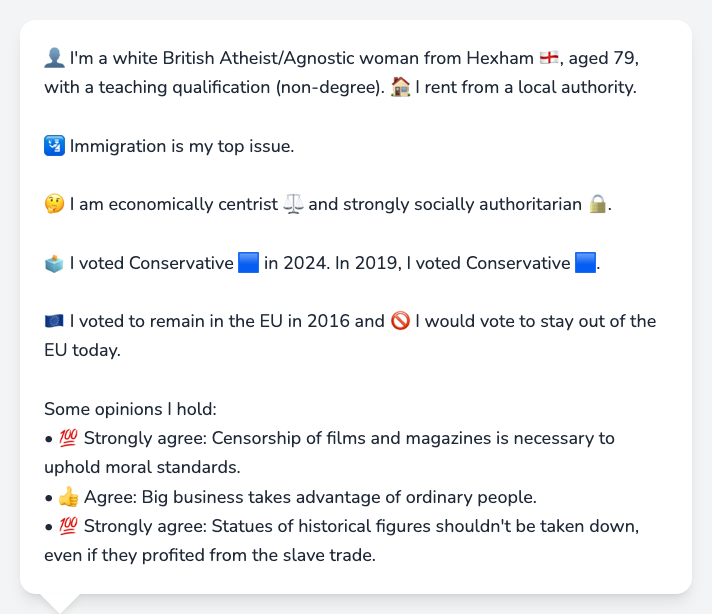 👤 I'm a white British Atheist/Agnostic woman from Hexham 🏴󠁧󠁢󠁥󠁮󠁧󠁿, aged 79,
with a teaching qualification (non-degree). 🏠 I rent from a local authority.
🛂 Immigration is my top issue.
🤔 I am economically centrist ⚖️ and strongly socially authoritarian 🔒.
🗳️ I voted Conservative 🟦 in 2024. In 2019, I voted Conservative 🟦.
🇪🇺 I voted to remain in the EU in 2016 and 🚫 I would vote to stay out of the
EU today.
Some opinions I hold:
• 💯 Strongly agree: Censorship of films and magazines is necessary to
uphold moral standards.
• 👍 Agree: Big business takes advantage of ordinary people.
• 💯 Strongly agree: Statues of historical figures shouldn't be taken down,
even if they profited from the slave trade.